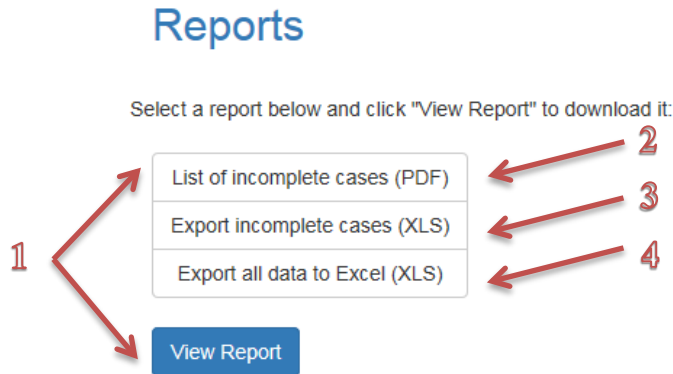 Reports
Select a report below and click "View Report" to download it:
2
List of incomplete cases (PDF)
3
Export incomplete cases (XLS)
1
4
Export all data to Excel (XLS)
View Report